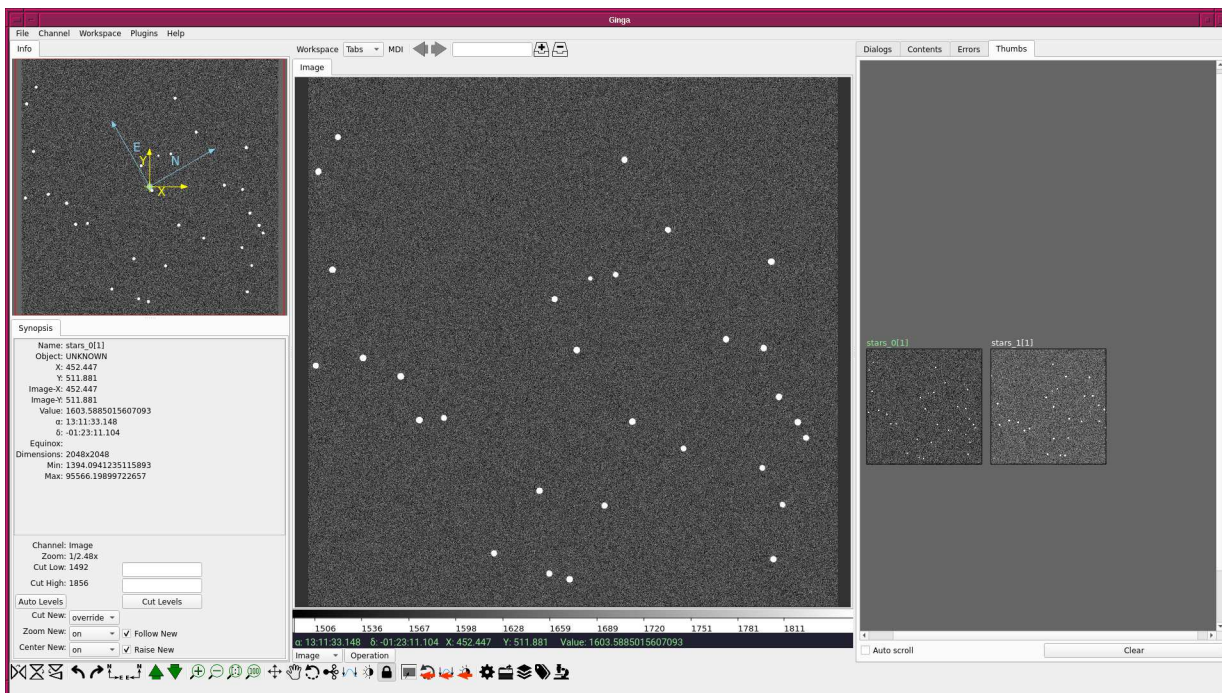 Ginga
File Channel Workspace Plugins Help
Info
Workspace Tabs MDI
Dialogs Contents Errors Thumbs
Image
E
Y
N
X
Synopsis
Name: stars_0[1]
Object: UNKNOWN
X: 452.447
Y: 511.881
Image-X: 452.447
Image-Y: 511.881
Value: 1603.5885015607093
α: 13:11:33.148
δ: -01:23:11.104
Equinox:
Dimensions: 2048x2048
Min: 1394.0941235115893
Max: 95566.19899722657
stars_0[1] stars_1[1]
Channel: Image
Zoom: 1/2.48x
Cut Low: 1492
Cut High: 1856
Auto Levels Cut Levels
Cut New: override
Zoom New: on Follow New
Center New: on Raise New
1506 1536 1567 1598 1628 1659 1689 1720 1751 1781 1811
α: 13:11:33.148 δ: -01:23:11.104 X: 452.447 Y: 511.881 Value: 1603.5885015607093
Image Operation
Auto scroll Clear